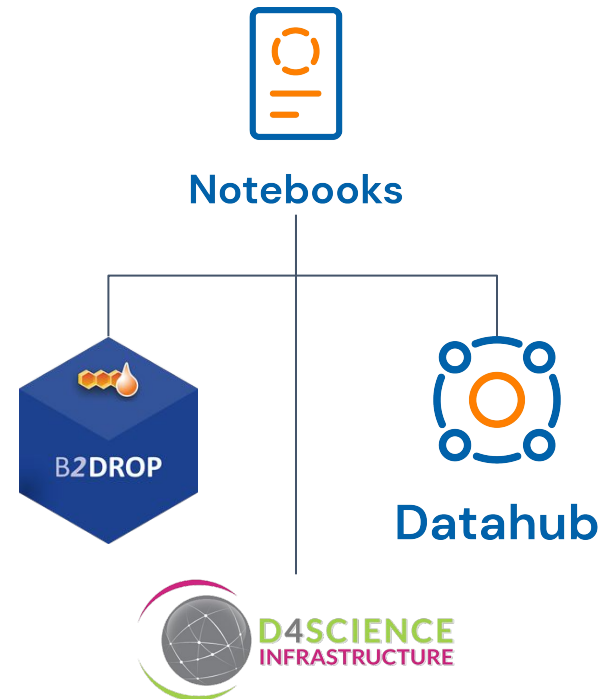 Notebooks
B2DROP
Datahub
D4SCIENCE
INFRASTRUCTURE